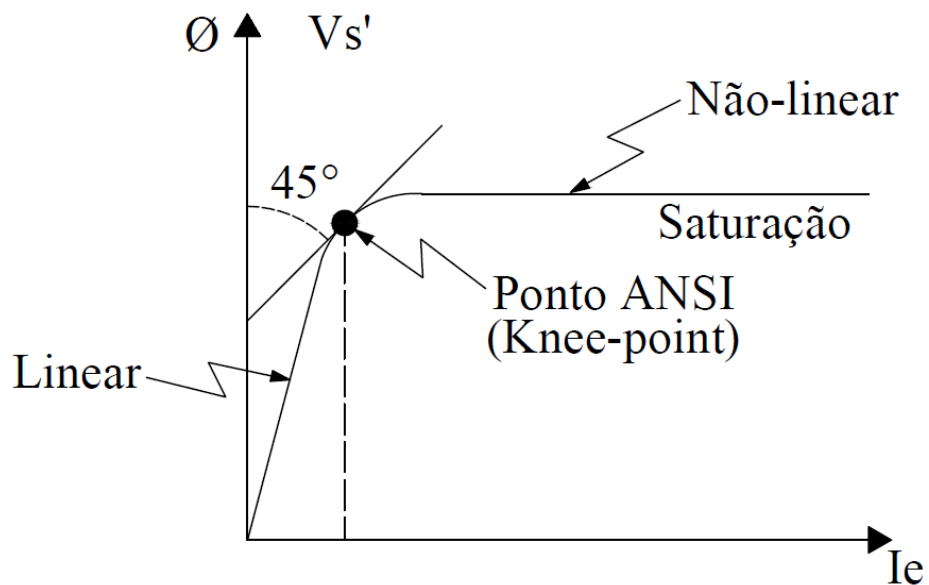 Ø
Vs'
Não-linear
45°
Saturação
Ponto ANSI
(Knee-point)
Linear
Ie